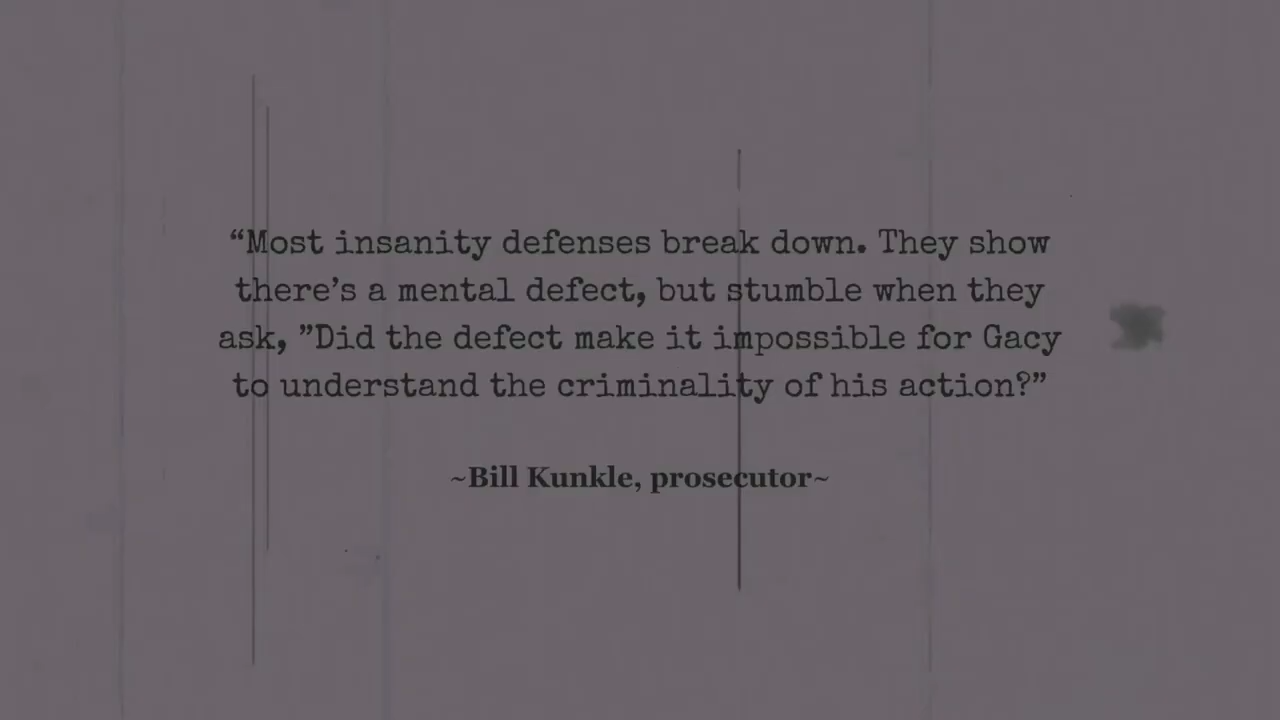 “Most insanity defenses break down. They show
there’s a mental defect, but stumble when they
ask, ”Did the defect make it impossible for Gacy
to understand the criminality of his action?”
~Bill Kunkle, prosecutor~